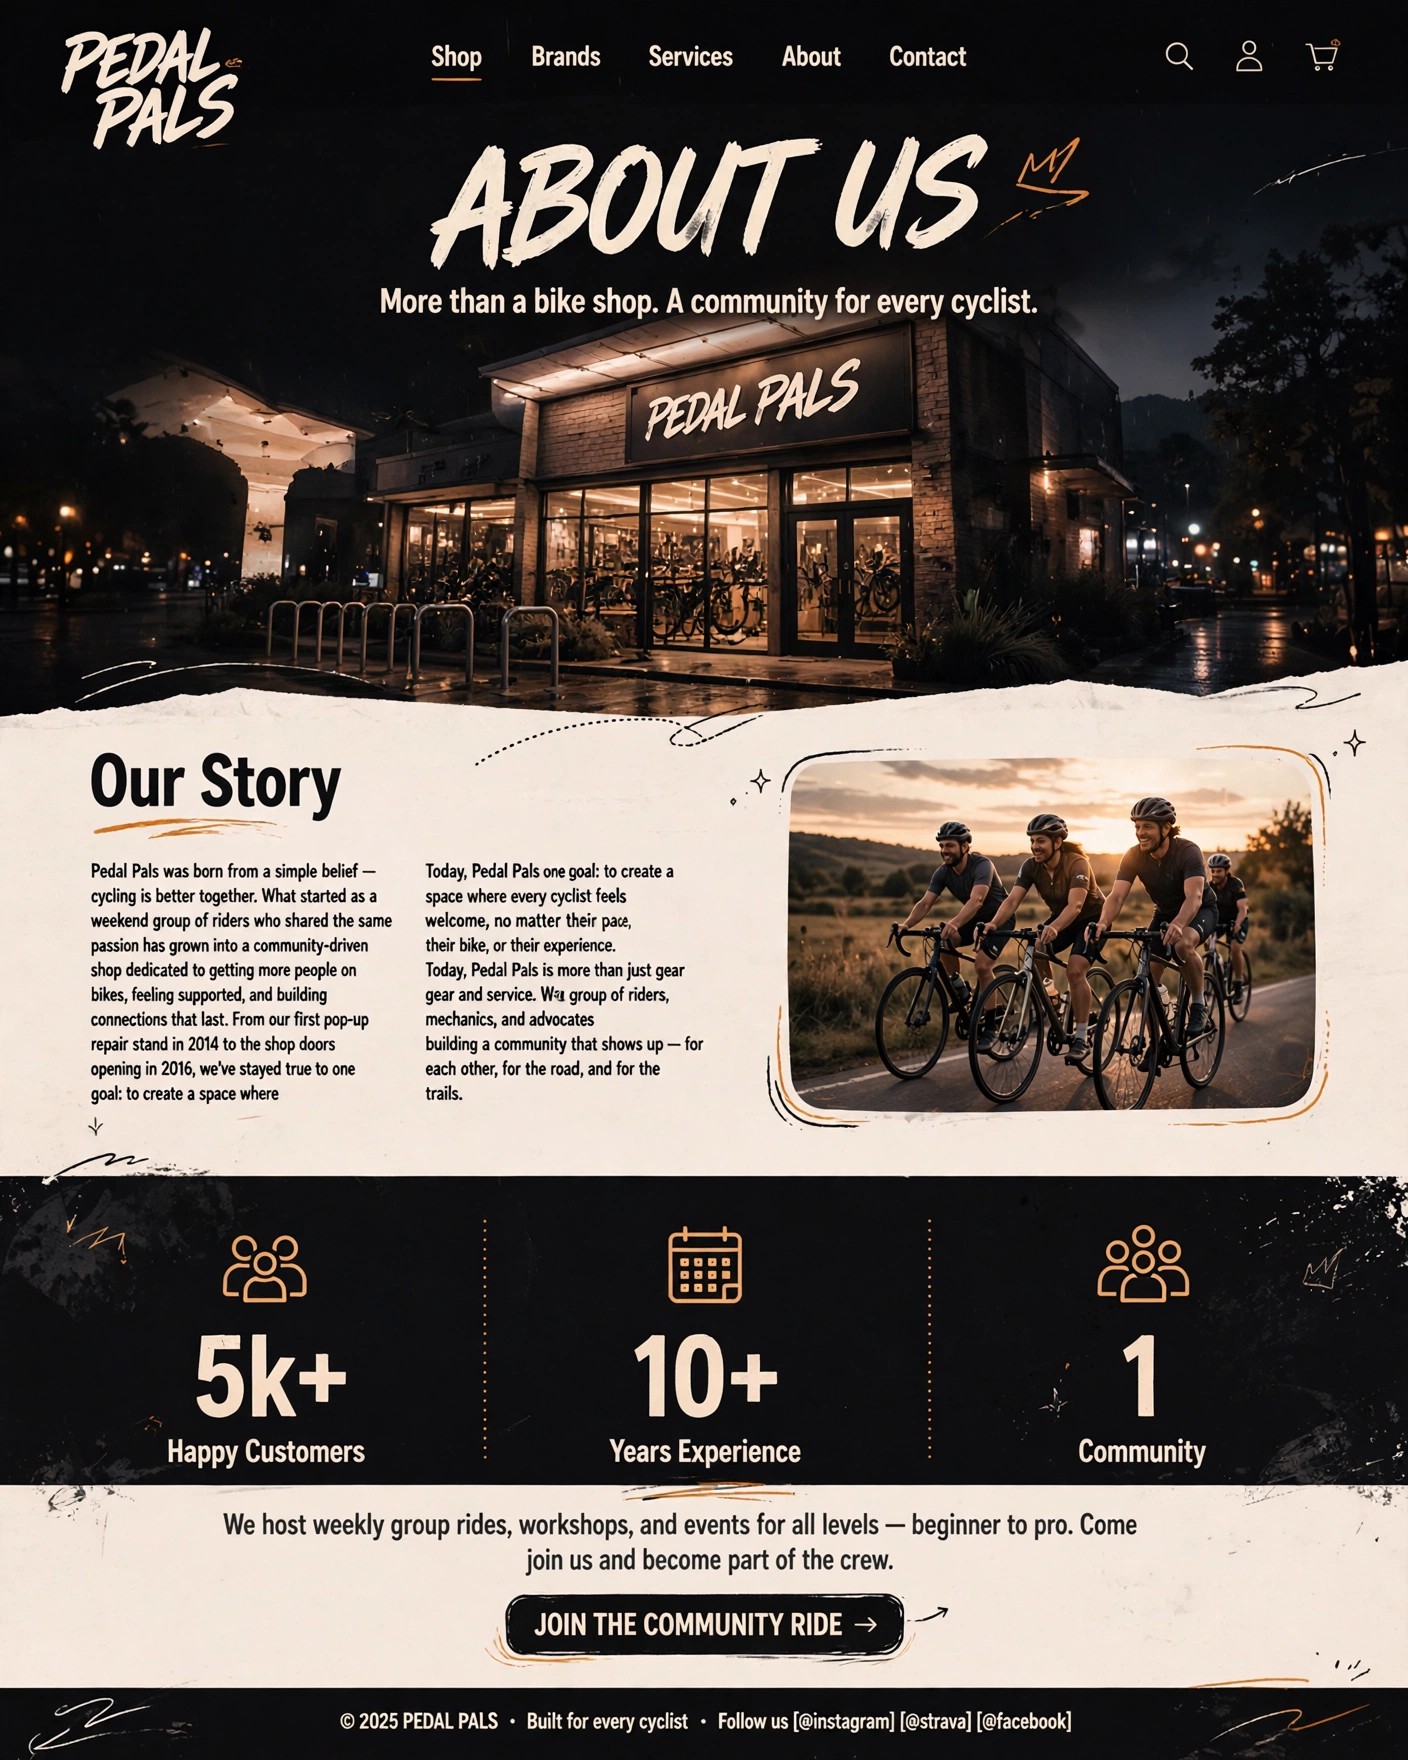 PEDAL
PALS
Shop
Brands
Services
About
Contact
ABOUT US
More than a bike shop. A community for every cyclist.
PEDAL PALS
Our Story
Pedal Pals was born from a simple belief —
cycling is better together. What started as a
weekend group of riders who shared the same
passion has grown into a community-driven
shop dedicated to getting more people on
bikes, feeling supported, and building
connections that last. From our first pop-up
repair stand in 2014 to the shop doors
opening in 2016, we've stayed true to one
goal: to create a space where
Today, Pedal Pals one goal: to create a
space where every cyclist feels
welcome, no matter their pace,
their bike, or their experience.
Today, Pedal Pals is more than just gear
gear and service. group of riders,
mechanics, and advocates
building a community that shows up — for
each other, for the road, and for the
trails.
5k+
Happy Customers
10+
Years Experience
1
Community
We host weekly group rides, workshops, and events for all levels — beginner to pro. Come
join us and become part of the crew.
JOIN THE COMMUNITY RIDE →
© 2025 PEDAL PALS • Built for every cyclist • Follow us [@instagram] [@strava] [@facebook]